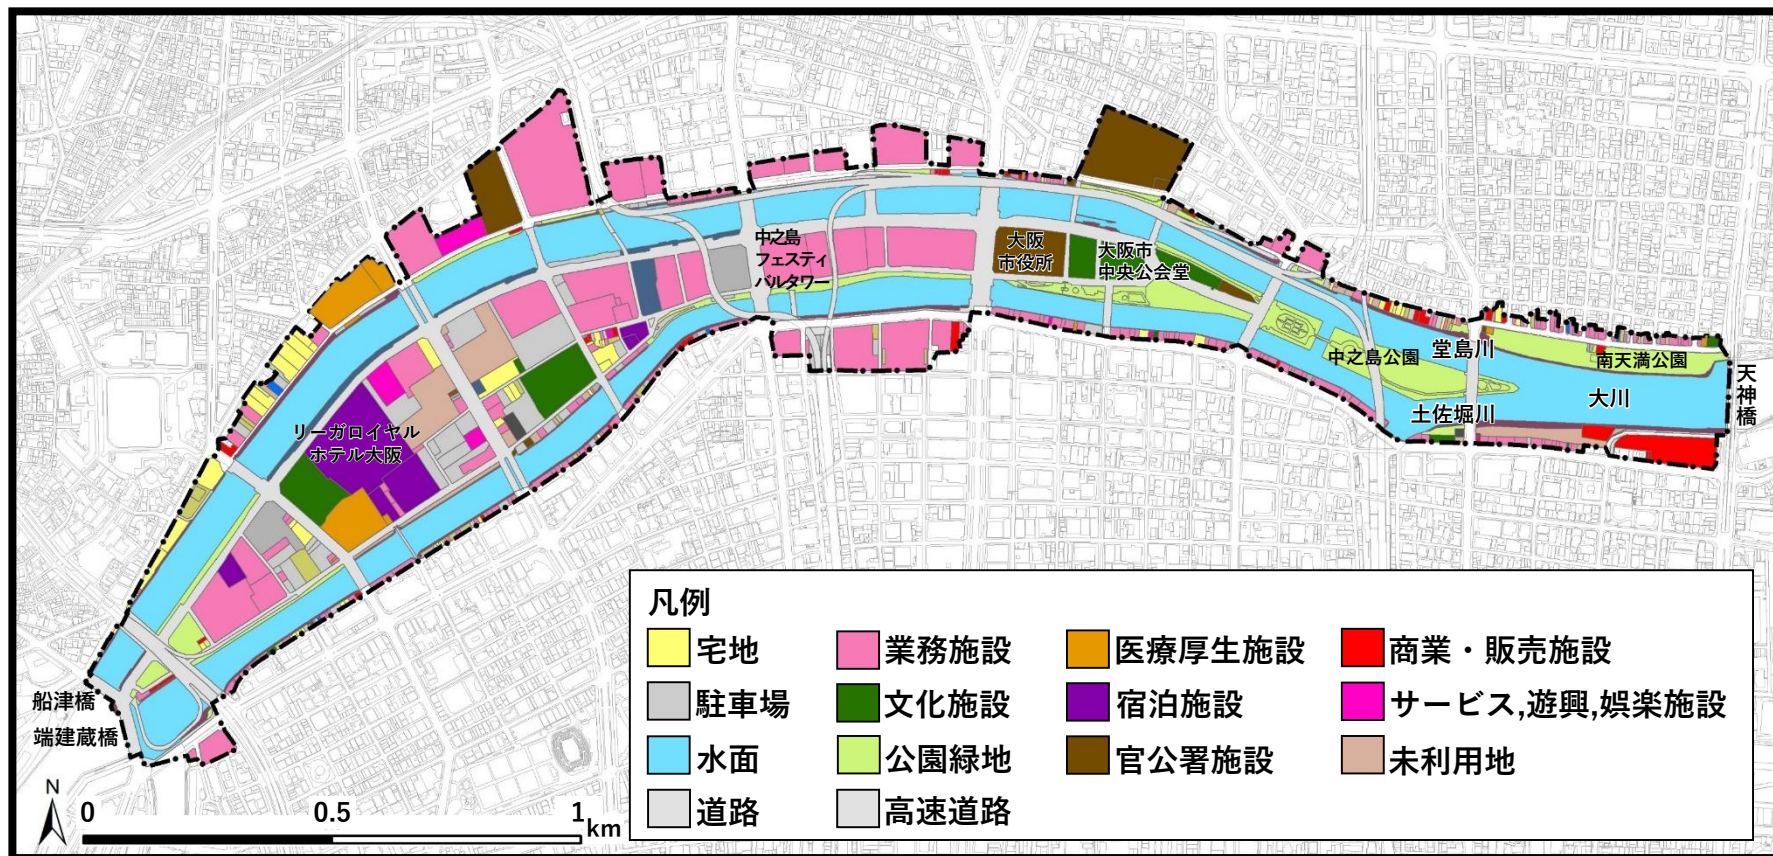 中之島
フェスティ
バルタワー
大阪
市役所
大阪市
中央公会堂
中之島公園
堂島川
南天満公園
天神橋
大川
土佐堀川
リーガロイヤル
ホテル大阪
船津橋
端建蔵橋
凡例
宅地
業務施設
医療厚生施設
商業・販売施設
駐車場
文化施設
宿泊施設
サービス,遊興,娯楽施設
水面
公園緑地
官公署施設
未利用地
道路
高速道路
N
0 0.5 1 km